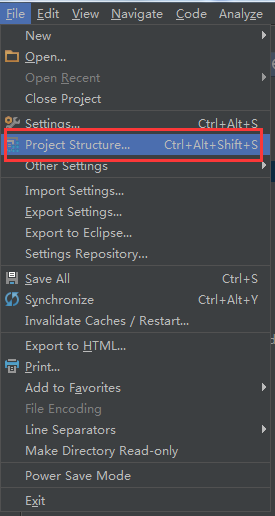 File Edit View Navigate Code Analyze
New
Open...
Open Recent
Close Project
Settings... Ctrl+Alt+S
Project Structure... Ctrl+Alt+Shift+S
Other Settings
Import Settings...
Export Settings...
Export to Eclipse...
Settings Repository...
Save All Ctrl+S
Synchronize Ctrl+Alt+Y
Invalidate Caches / Restart...
Export to HTML...
Print...
Add to Favorites
File Encoding
Line Separators
Make Directory Read-only
Power Save Mode
Exit